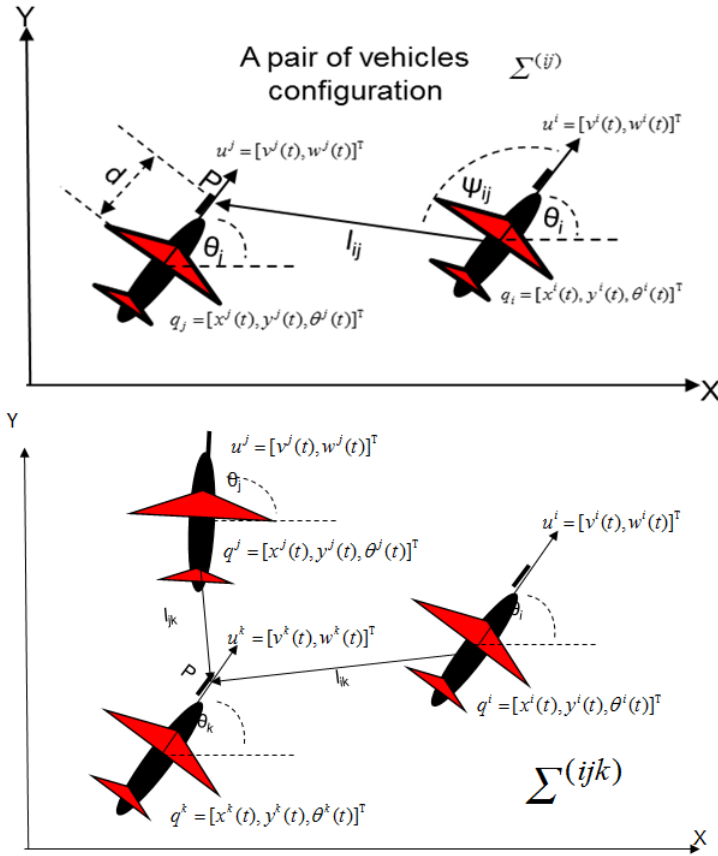 Y
A pair of vehicles Σ^(ij)
configuration
u^j = [v^j(t), w^j(t)]^T
u^i = [v^i(t), w^i(t)]^T
d
P
ψ_ij
θ_j
l_ij
θ_i
q_j = [x^j(t), y^j(t), θ^j(t)]^T
q_i = [x^i(t), y^i(t), θ^i(t)]^T
X
Y
u^j = [v^j(t), w^j(t)]^T
θ_j
u^i = [v^i(t), w^i(t)]^T
q^j = [x^j(t), y^j(t), θ^j(t)]^T
l_jk
θ_i
u^k = [v^k(t), w^k(t)]^T
P
l_ik
q^i = [x^i(t), y^i(t), θ^i(t)]^T
θ_k
Σ^(ijk)
q^k = [x^k(t), y^k(t), θ^k(t)]^T
X